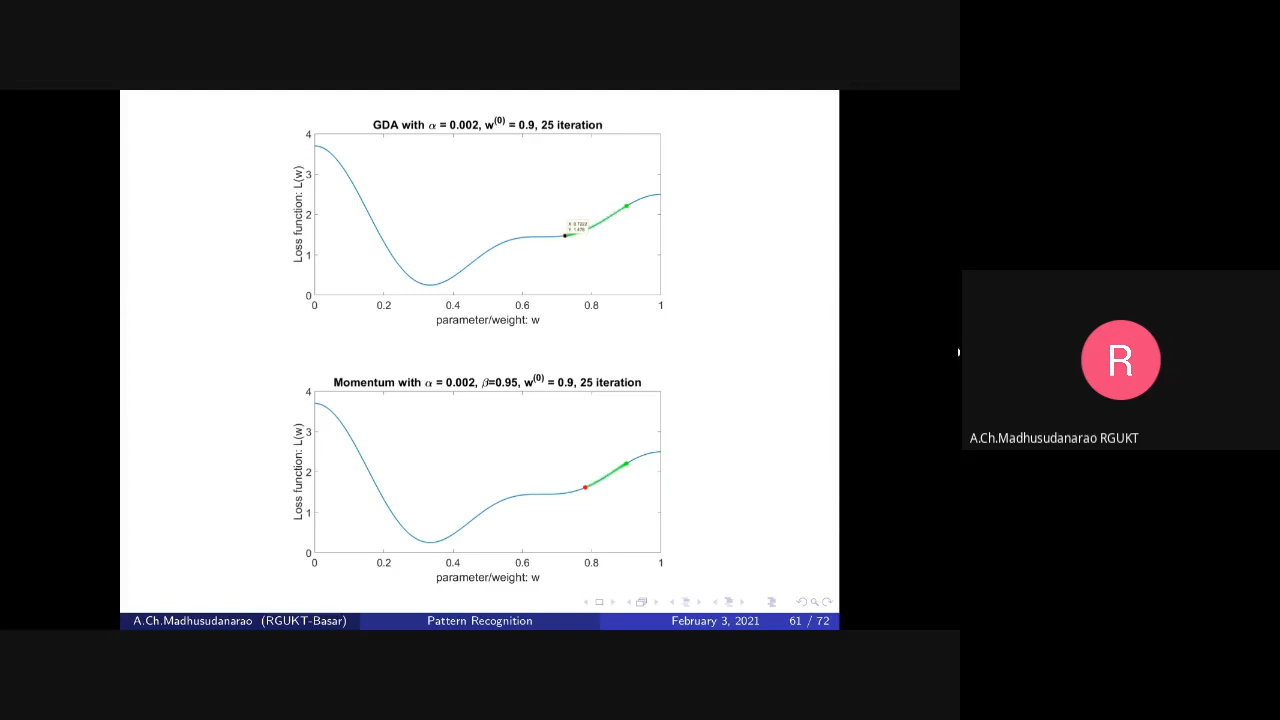 GDA with α = 0.002, w(0) = 0.9, 25 iteration
4
3
2
1
0
Loss function: L(w)
0 0.2 0.4 0.6 0.8 1
parameter/weight: w
Momentum with α = 0.002, β=0.95, w(0) = 0.9, 25 iteration
4
3
2
1
0
Loss function: L(w)
0 0.2 0.4 0.6 0.8 1
parameter/weight: w
A.Ch.Madhusudanarao (RGUKT-Basar) Pattern Recognition February 3, 2021 61 / 72
R
A.Ch.Madhusudanarao RGUKT